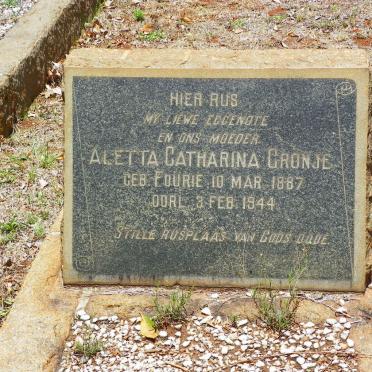 HIER RUS
MY LIEWE EGGENOTE
EN ONS MOEDER
ALETTA CATHARINA CRONJE
GEB. FOURIE 10 MAR. 1887
OORL. 3 FEB. 1944
STILLE RUSPLAAS VAN GODS OOUE